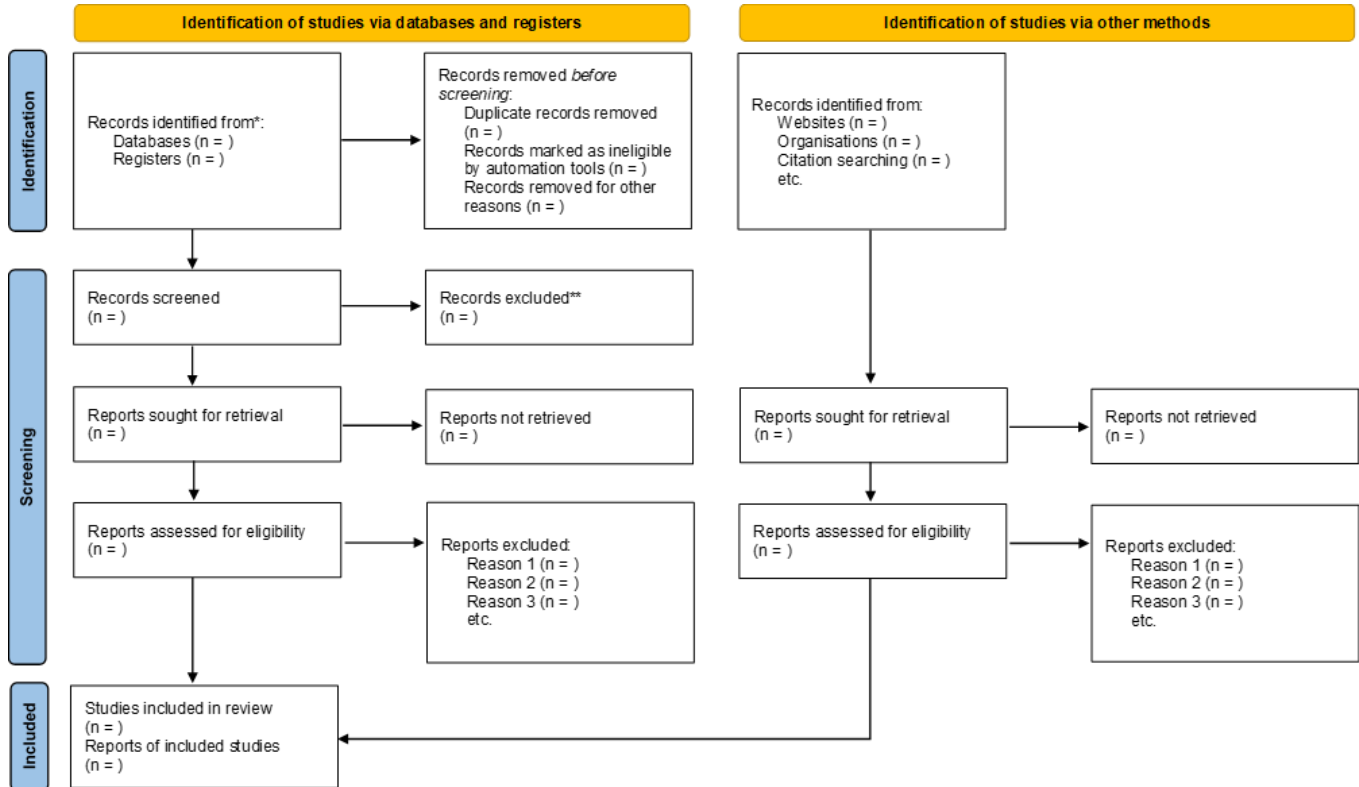 Identification of studies via databases and registers
Identification of studies via other methods
Identification
Records identified from*:
Databases (n = )
Registers (n = )
Records removed before
screening:
Duplicate records removed
(n = )
Records marked as ineligible
by automation tools (n = )
Records removed for other
reasons (n = )
Records identified from:
Websites (n = )
Organisations (n = )
Citation searching (n = )
etc.
Screening
Records screened
(n = )
Records excluded**
(n = )
Reports sought for retrieval
(n = )
Reports not retrieved
(n = )
Reports sought for retrieval
(n = )
Reports not retrieved
(n = )
Reports assessed for eligibility
(n = )
Reports excluded:
Reason 1 (n = )
Reason 2 (n = )
Reason 3 (n = )
etc.
Reports assessed for eligibility
(n = )
Reports excluded:
Reason 1 (n = )
Reason 2 (n = )
Reason 3 (n = )
etc.
Included
Studies included in review
(n = )
Reports of included studies
(n = )